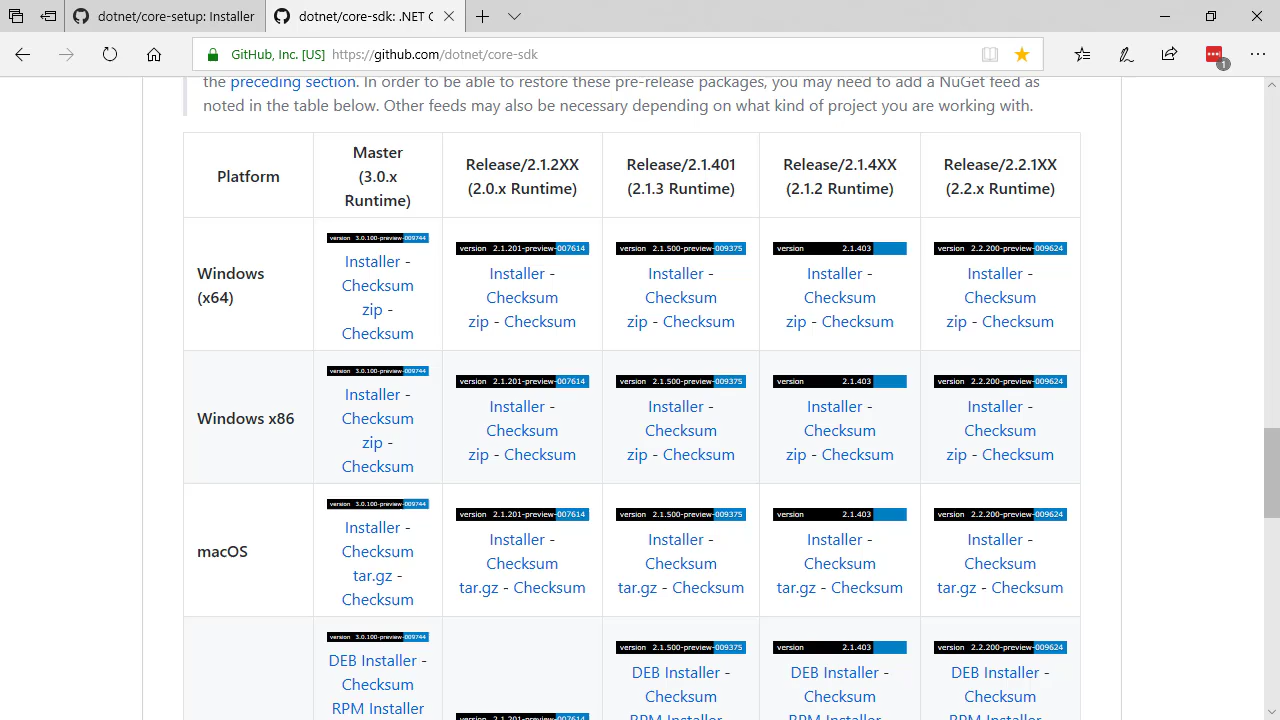 dotnet/core-setup: Installer
dotnet/core-sdk: .NET C
GitHub, Inc. [US] https://github.com/dotnet/core-sdk
1
the preceding section. In order to be able to restore these pre-release packages, you may need to add a NuGet feed as
noted in the table below. Other feeds may also be necessary depending on what kind of project you are working with.
Platform
Master
(3.0.x
Runtime)
Release/2.1.2XX
(2.0.x Runtime)
Release/2.1.401
(2.1.3 Runtime)
Release/2.1.4XX
(2.1.2 Runtime)
Release/2.2.1XX
(2.2.x Runtime)
Windows
(x64)
version 3.0.100-preview-009744
Installer -
Checksum
zip -
Checksum
version 2.1.201-preview-007614
Installer -
Checksum
zip - Checksum
version 2.1.500-preview-009375
Installer -
Checksum
zip - Checksum
version 2.1.403
Installer -
Checksum
zip - Checksum
version 2.2.200-preview-009624
Installer -
Checksum
zip - Checksum
Windows x86
version 3.0.100-preview-009744
Installer -
Checksum
zip -
Checksum
version 2.1.201-preview-007614
Installer -
Checksum
zip - Checksum
version 2.1.500-preview-009375
Installer -
Checksum
zip - Checksum
version 2.1.403
Installer -
Checksum
zip - Checksum
version 2.2.200-preview-009624
Installer -
Checksum
zip - Checksum
macOS
version 3.0.100-preview-009744
Installer -
Checksum
tar.gz -
Checksum
version 2.1.201-preview-007614
Installer -
Checksum
tar.gz - Checksum
version 2.1.500-preview-009375
Installer -
Checksum
tar.gz - Checksum
version 2.1.403
Installer -
Checksum
tar.gz - Checksum
version 2.2.200-preview-009624
Installer -
Checksum
tar.gz - Checksum
version 3.0.100-preview-009744
DEB Installer -
Checksum
RPM Installer
version 2.1.201-preview-007614
version 2.1.500-preview-009375
DEB Installer -
Checksum
RPM Installer -
version 2.1.403
DEB Installer -
Checksum
RPM Installer -
version 2.2.200-preview-009624
DEB Installer -
Checksum
RPM Installer -